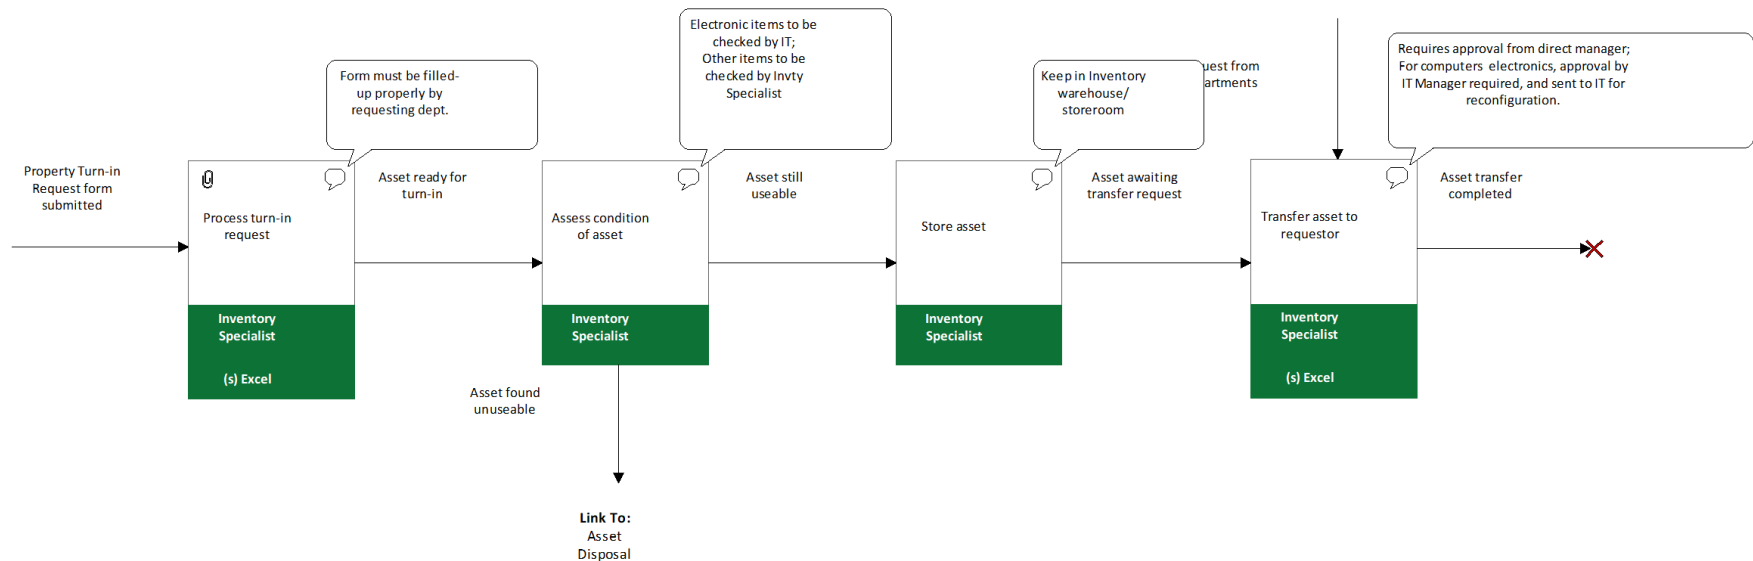 Property Turn-in
Request form
submitted
Form must be filled-
up properly by
requesting dept.
Process turn-in
request
Inventory
Specialist
(s) Excel
Asset ready for
turn-in
Electronic items to be
checked by IT;
Other items to be
checked by Invty
Specialist
Assess condition
of asset
Inventory
Specialist
Asset found
unuseable
Link To:
Asset
Disposal
Asset still
useable
Keep in Inventory
warehouse/
storeroom
Store asset
Inventory
Specialist
Asset awaiting
transfer request
from
Requires approval from direct manager;
For computers electronics, approval by
IT Manager required, and sent to IT for
reconfiguration.
Transfer asset to
requestor
Inventory
Specialist
(s) Excel
Asset transfer
completed